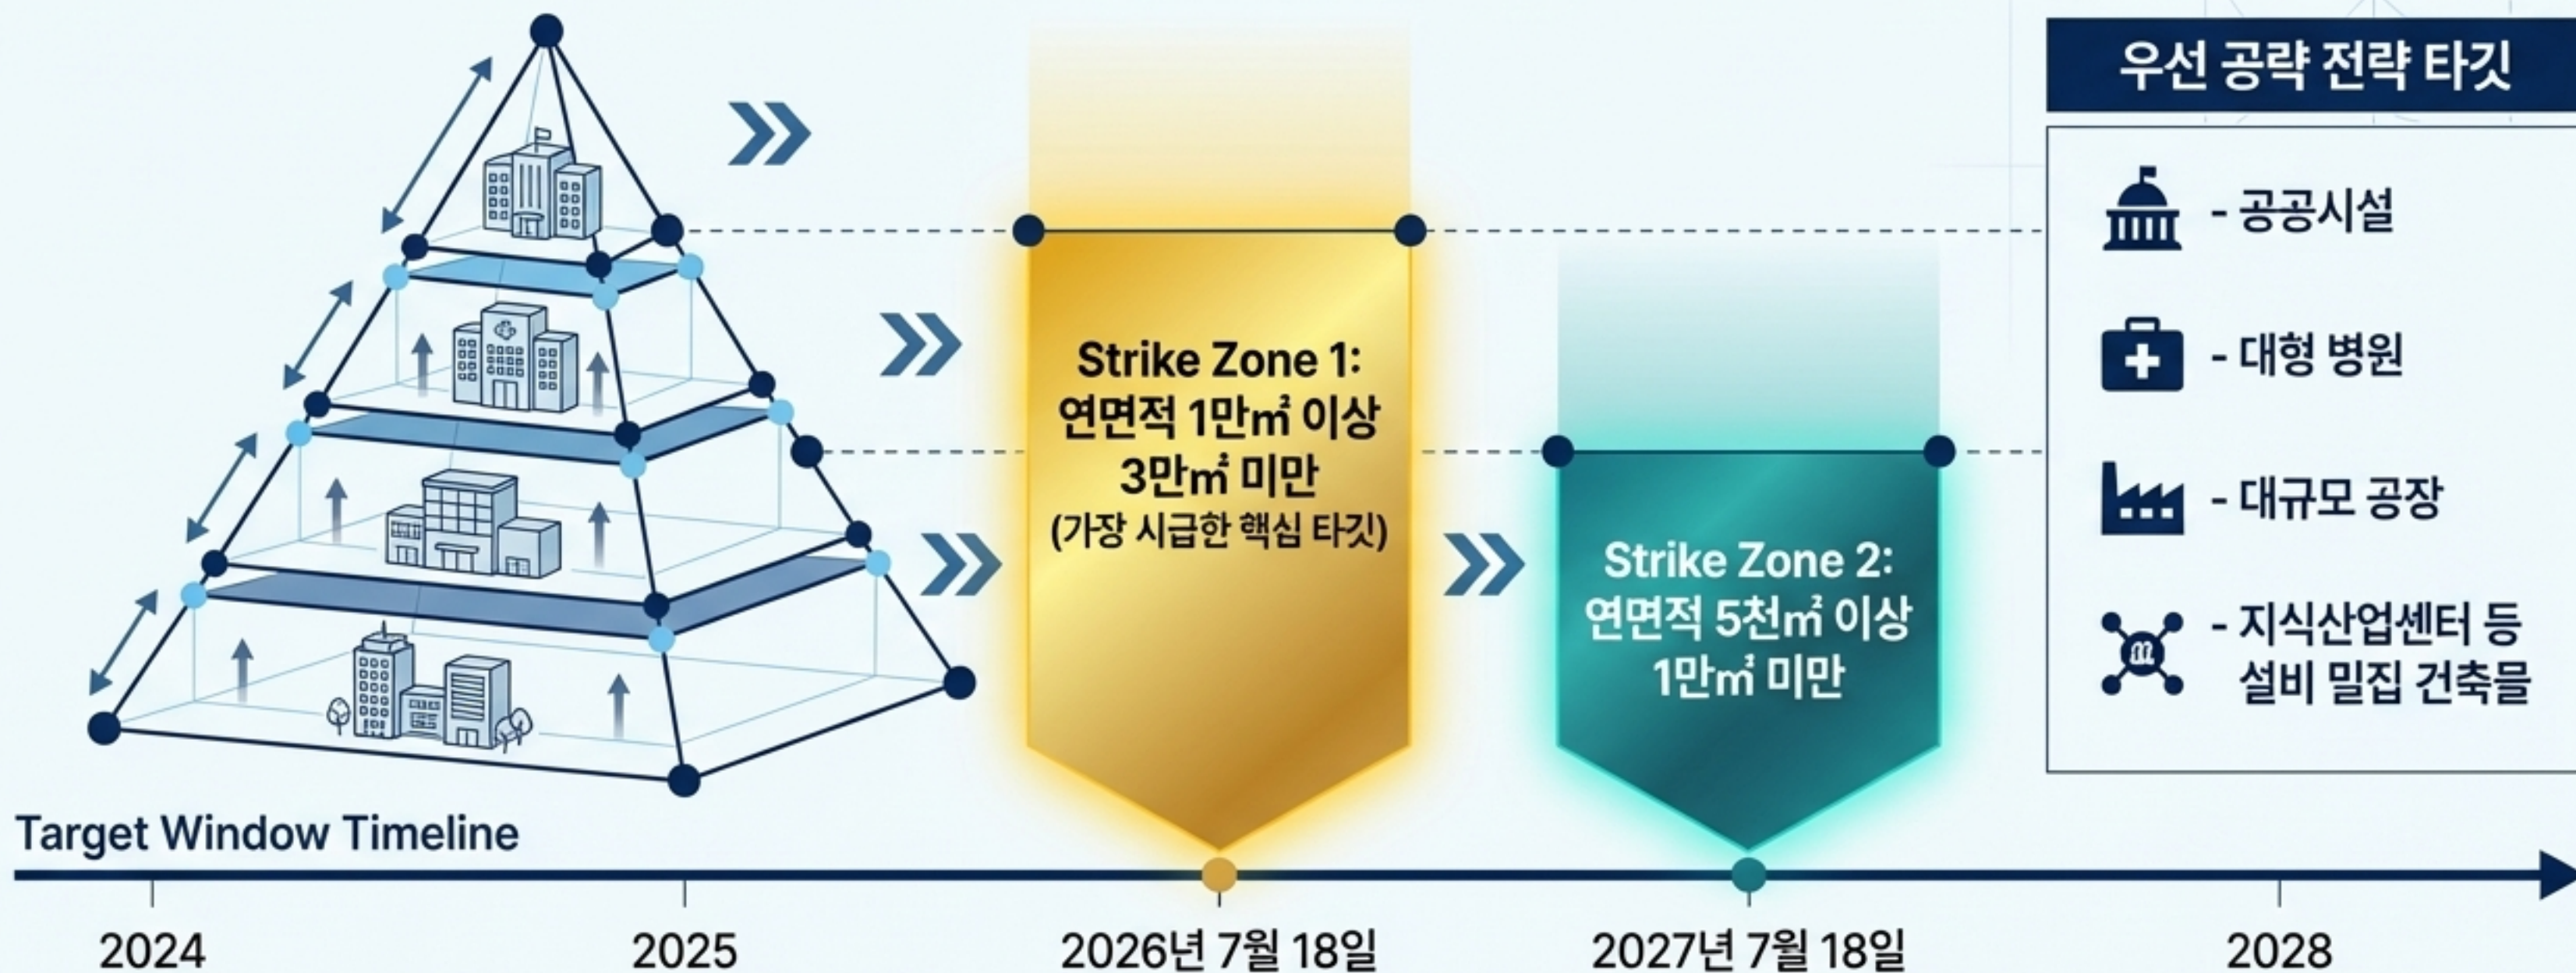 우선 공략 전략 타깃
- 공공시설
- 대형 병원
- 대규모 공장
- 지식산업센터 등
설비 밀집 건축물
Strike Zone 1:
연면적 1만㎡ 이상
3만㎡ 미만
(가장 시급한 핵심 타깃)
Strike Zone 2:
연면적 5천㎡ 이상
1만㎡ 미만
Target Window Timeline
2024
2025
2026년 7월 18일
2027년 7월 18일
2028